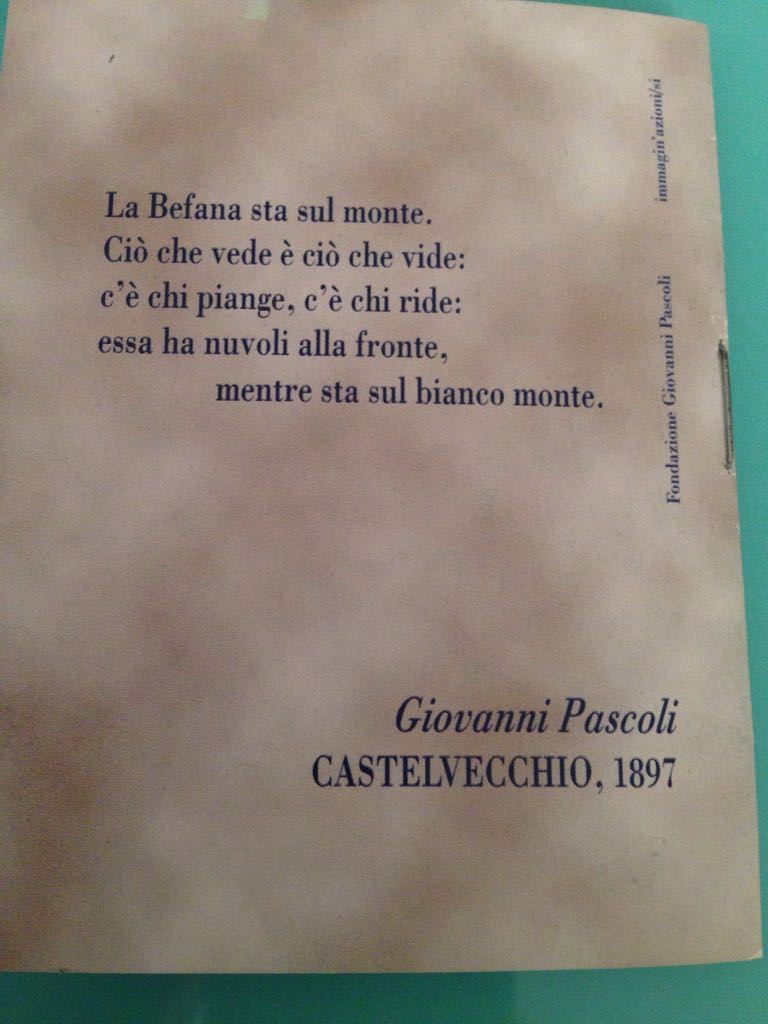 La Befana sta sul monte.
Ciò che vede è ciò che vide:
c'è chi piange, c'è chi ride:
essa ha nuvoli alla fronte,
mentre sta sul bianco monte.
Giovanni Pascoli
CASTELVECCHIO, 1897
Fondazione Giovanni Pascoli immagin'azioni/si